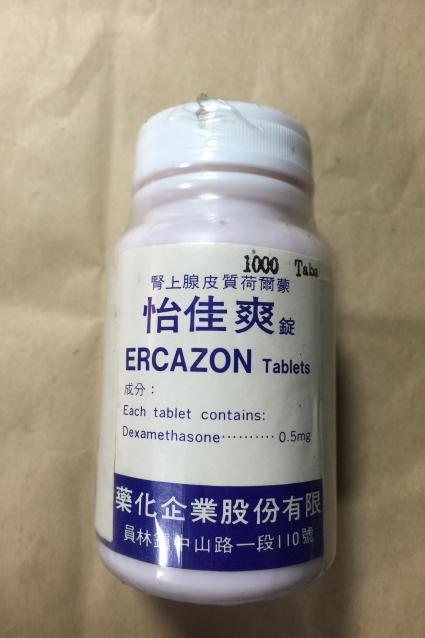 1000 Tabs
腎上腺皮質荷爾蒙
怡佳爽錠
ERCAZON Tablets
成分：
Each tablet contains:
Dexamethasone·········· 0.5mg
藥化企業股份有限
員林鎮中山路一段110號